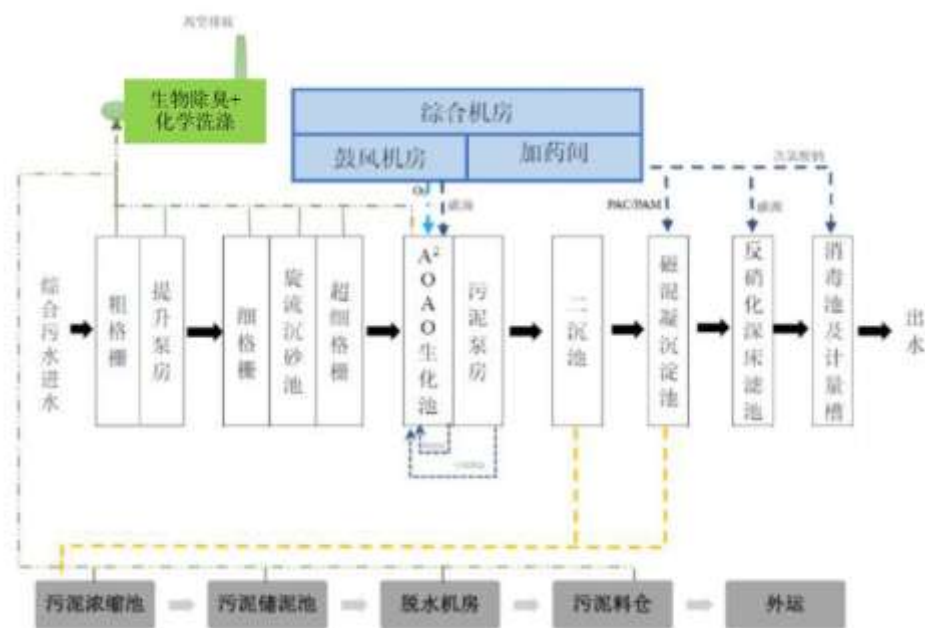 高空排放
生物除臭+
化学洗涤
综合机房
鼓风机房
加药间
次氯酸钠
O₂
碳源
PAC/PAM
碳源
综合污水进水
粗格栅
提升泵房
细格栅
旋流沉砂池
超细格栅
A²OAO生化池
污泥泵房
二沉池
磁混凝沉淀池
反硝化深床滤池
消毒池及计量槽
出水
污泥浓缩池
污泥储泥池
脱水机房
污泥料仓
外运